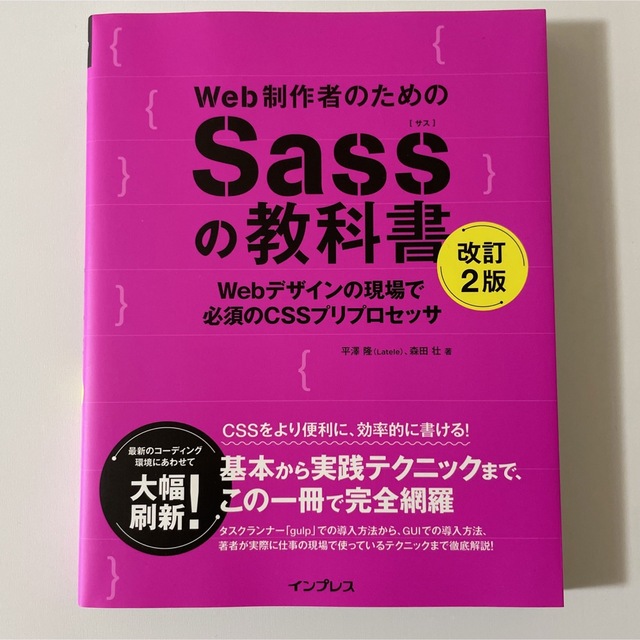 Web制作者のための
[サス]
Sass
の教科書
改訂
2版
Webデザインの現場で
必須のCSSプリプロセッサ
平澤 隆(Latele)、森田 壮 著
CSSをより便利に、効率的に書ける!
最新のコーディング
環境にあわせて
大幅
刷新!
基本から実践テクニックまで、
この一冊で完全網羅
タスクランナー「gulp」での導入方法から、GUIでの導入方法、
著者が実際に仕事の現場で使っているテクニックまで徹底解説!
インプレス